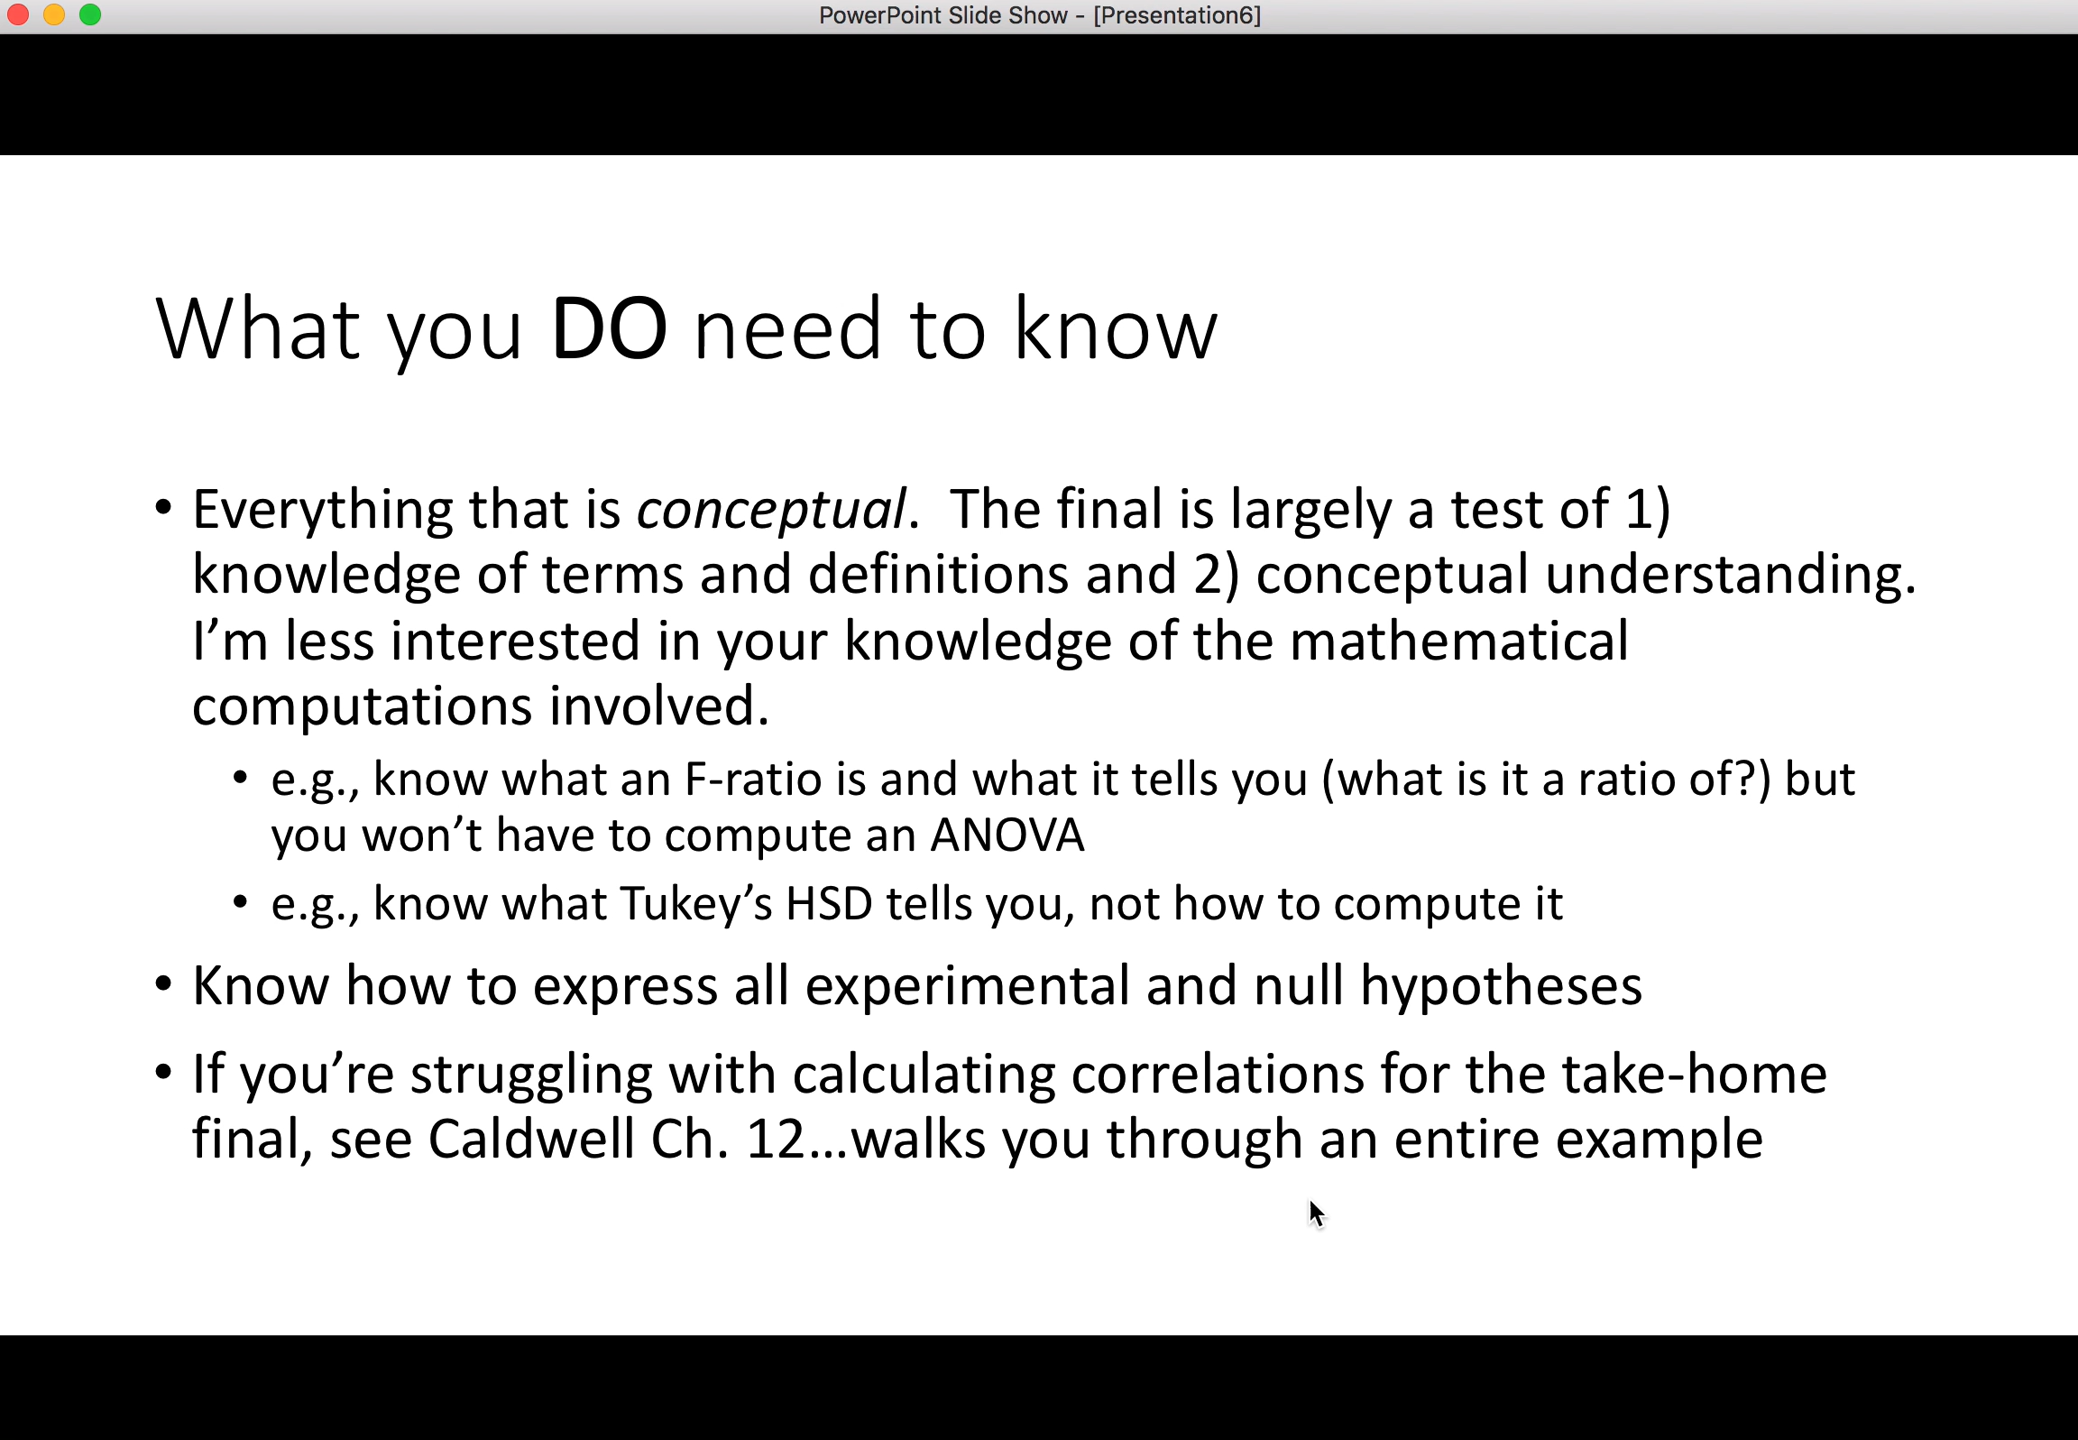 PowerPoint Slide Show - [Presentation6]
What you DO need to know
• Everything that is conceptual.  The final is largely a test of 1)
knowledge of terms and definitions and 2) conceptual understanding.
I’m less interested in your knowledge of the mathematical
computations involved.
• e.g., know what an F-ratio is and what it tells you (what is it a ratio of?) but
you won’t have to compute an ANOVA
• e.g., know what Tukey’s HSD tells you, not how to compute it
• Know how to express all experimental and null hypotheses
• If you’re struggling with calculating correlations for the take-home
final, see Caldwell Ch. 12...walks you through an entire example